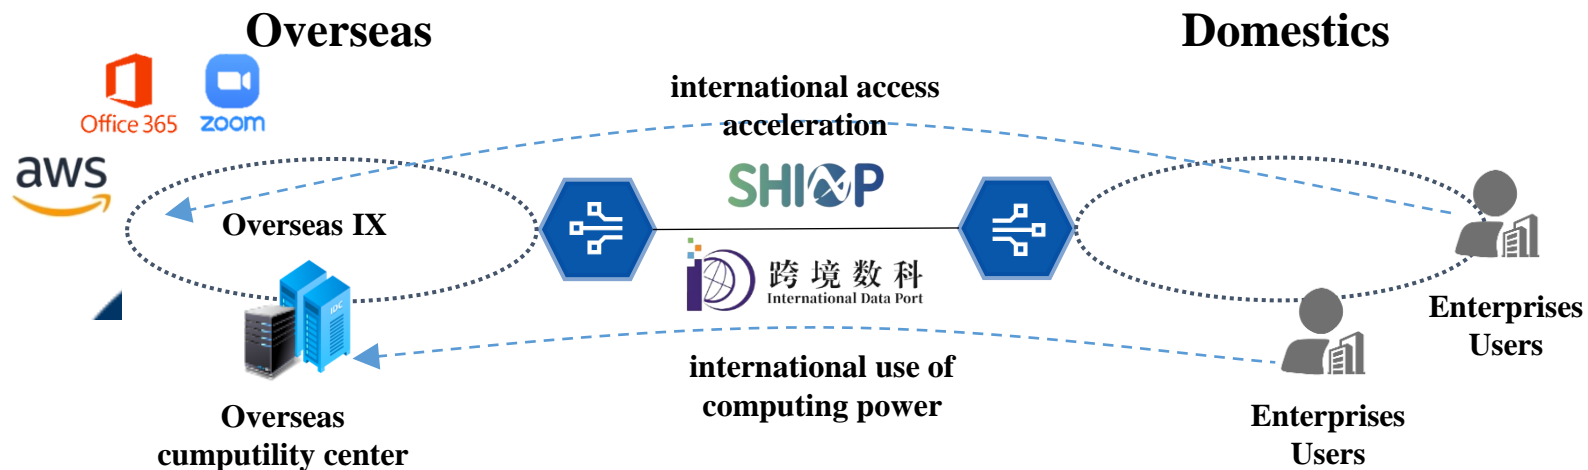 Overseas
Domestics
Office 365
zoom
international access
acceleration
aws
SHINP
Overseas IX
跨境数科
International Data Port
IDC
Enterprises
Users
international use of
computing power
Overseas
cumputility center
Enterprises
Users